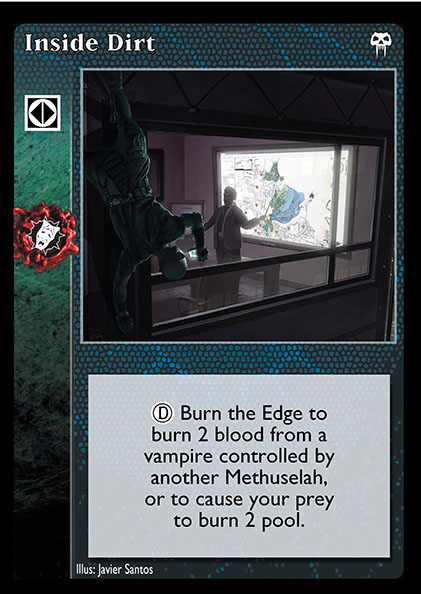 Inside Dirt
Ⓓ Burn the Edge to
burn 2 blood from a
vampire controlled by
another Methuselah,
or to cause your prey
to burn 2 pool.
Illus: Javier Santos